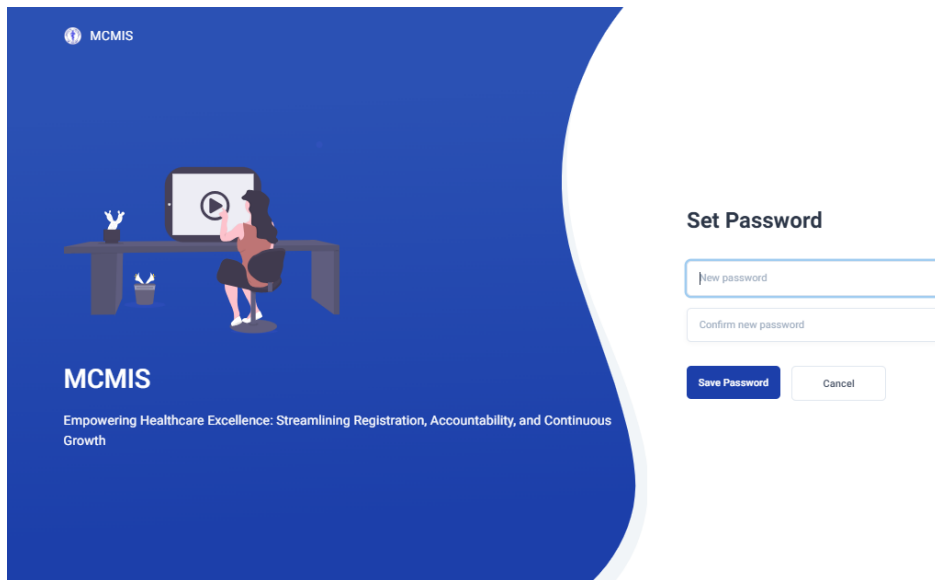 MCMIS
MCMIS
Empowering Healthcare Excellence: Streamlining Registration, Accountability, and Continuous
Growth
Set Password
New password
Confirm new password
Save Password
Cancel